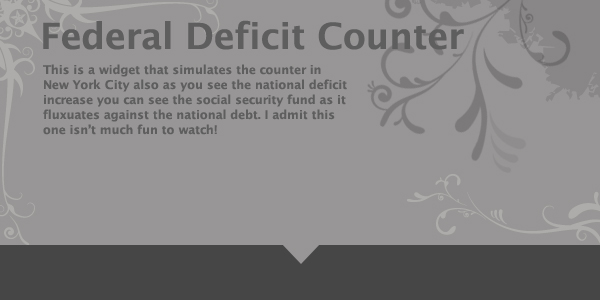 Federal Deficit Counter
This is a widget that simulates the counter in
New York City also as you see the national deficit
increase you can see the social security fund as it
fluxuates against the national debt. I admit this
one isn't much fun to watch!